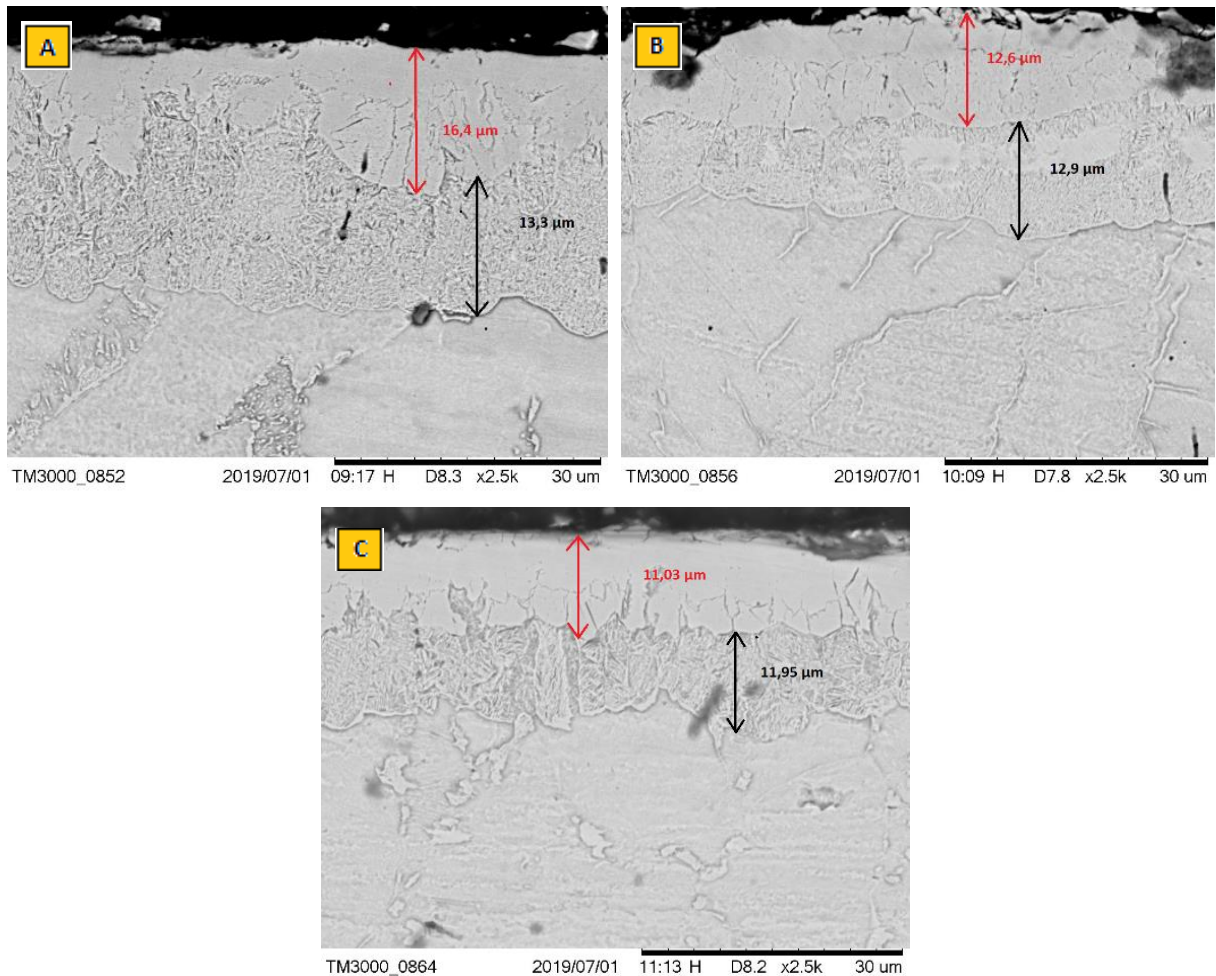 A
16,4 µm
13,3 µm
TM3000_0852 2019/07/01 09:17 H D8.3 x2.5k 30 um
B
12,6 µm
12,9 µm
TM3000_0856 2019/07/01 10:09 H D7.8 x2.5k 30 um
C
11,03 µm
11,95 µm
TM3000_0864 2019/07/01 11:13 H D8.2 x2.5k 30 um